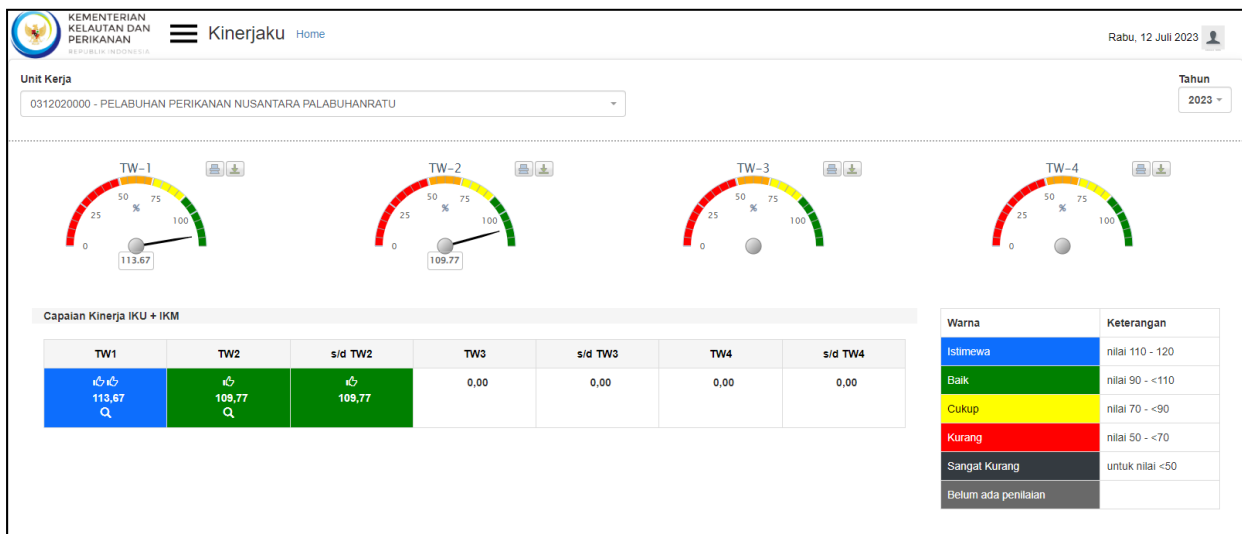 KEMENTERIAN
KELAUTAN DAN
PERIKANAN
REPUBLIK INDONESIA
Kinerjaku Home
Rabu, 12 Juli 2023
Unit Kerja
Tahun
0312020000 - PELABUHAN PERIKANAN NUSANTARA PALABUHANRATU
2023
TW-1
0 25 50 75 100
%
113.67
TW-2
0 25 50 75 100
%
109.77
TW-3
0 25 50 75 100
%
TW-4
0 25 50 75 100
%
Capaian Kinerja IKU + IKM
TW1 TW2 s/d TW2 TW3 s/d TW3 TW4 s/d TW4
113,67 109,77 109,77 0,00 0,00 0,00 0,00
Warna Keterangan
Istimewa nilai 110 - 120
Baik nilai 90 - <110
Cukup nilai 70 - <90
Kurang nilai 50 - <70
Sangat Kurang untuk nilai <50
Belum ada penilaian